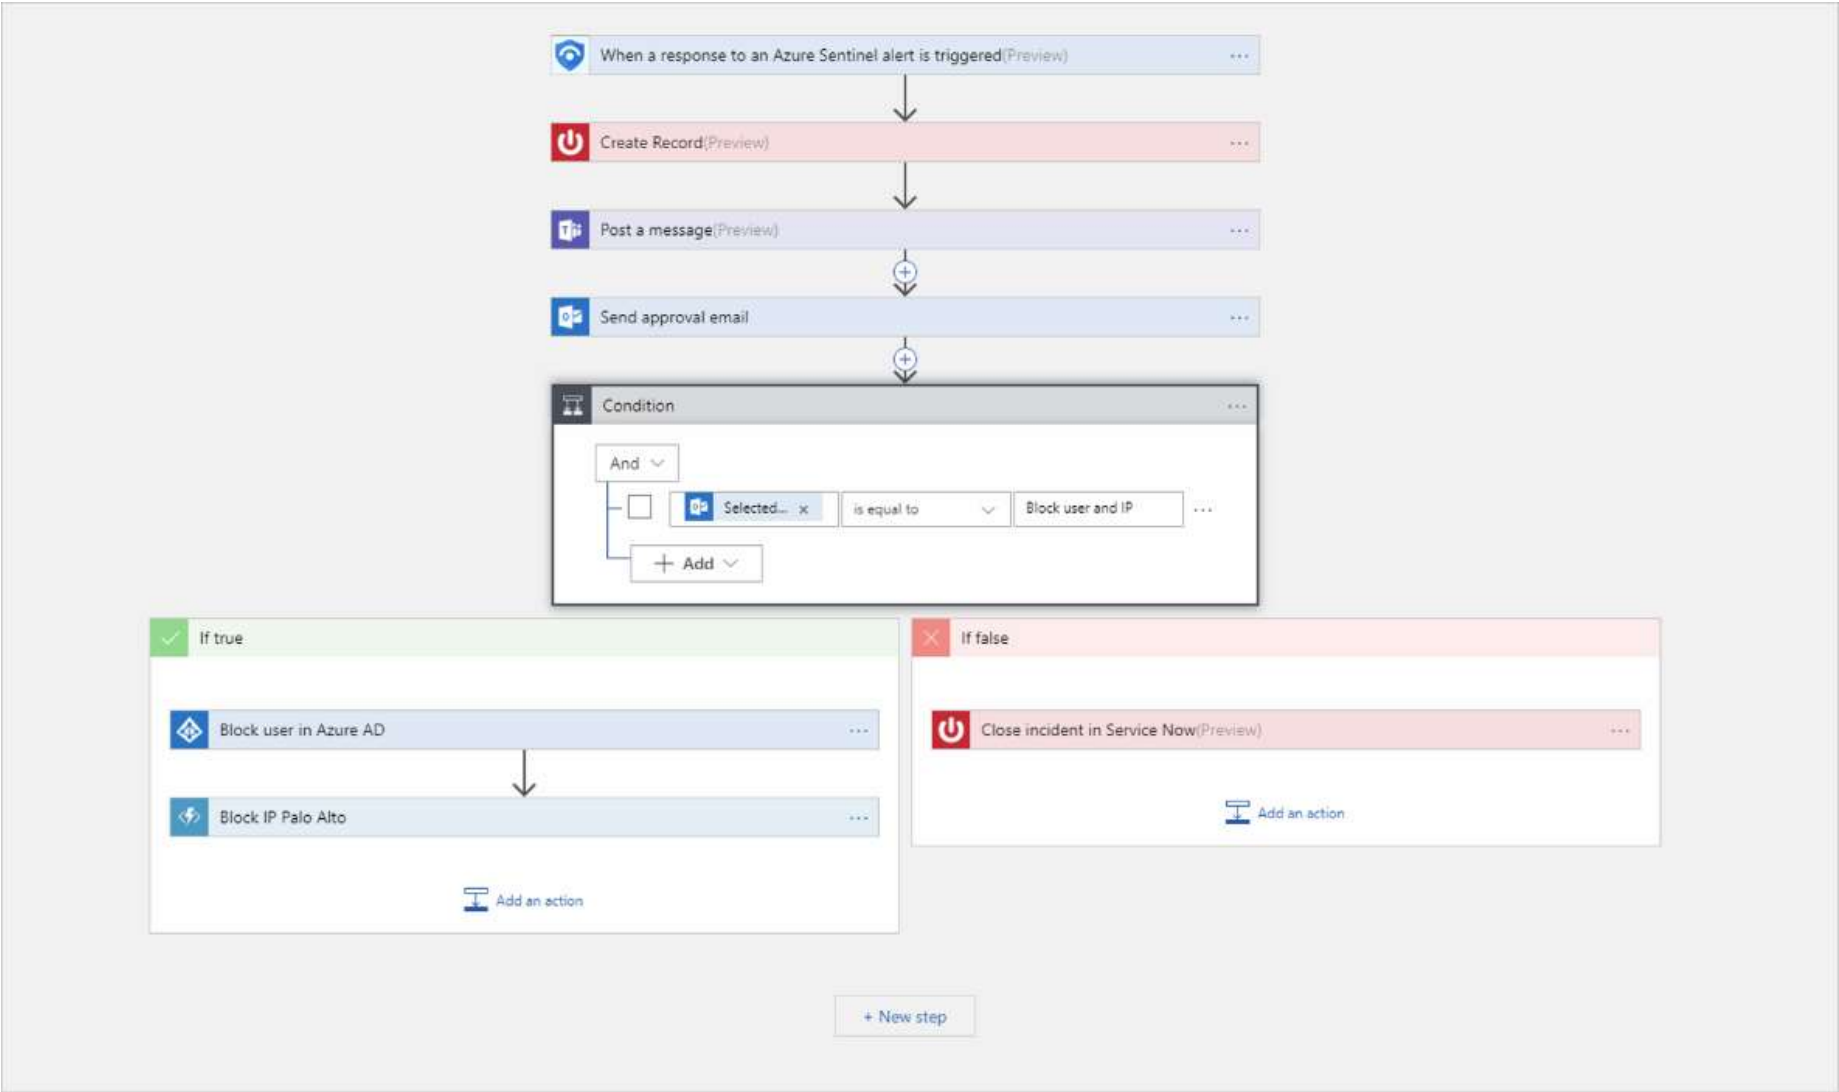 When a response to an Azure Sentinel alert is triggered(Preview)
Create Record(Preview)
Post a message(Preview)
Send approval email
Condition
And
Selected... x is equal to Block user and IP
+ Add
If true
If false
Block user in Azure AD
Close incident in Service Now(Preview)
Block IP Palo Alto
Add an action
Add an action
+ New step